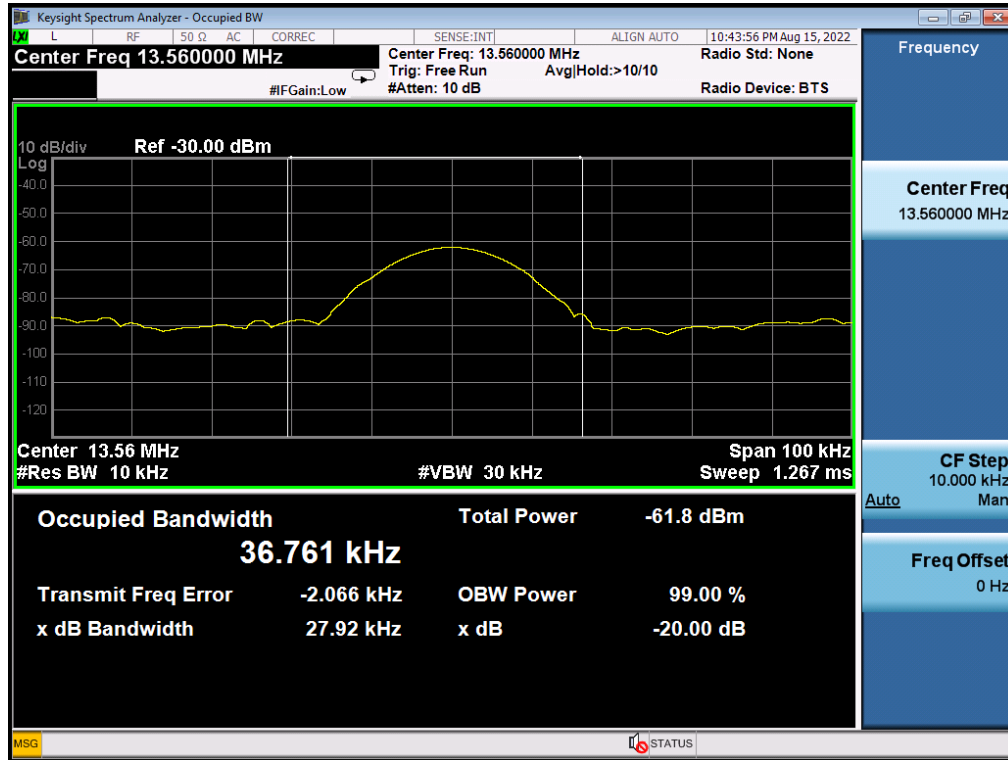 Keysight Spectrum Analyzer - Occupied BW
LXI L RF 50 Ω AC CORREC SENSE:INT ALIGN AUTO 10:43:56 PM Aug 15, 2022
Center Freq 13.560000 MHz
#IFGain:Low
Center Freq: 13.560000 MHz
Trig: Free Run Avg|Hold:>10/10
#Atten: 10 dB
Radio Std: None
Radio Device: BTS
10 dB/div Ref -30.00 dBm
Log
-40.0
-50.0
-60.0
-70.0
-80.0
-90.0
-100
-110
-120
Center 13.56 MHz Span 100 kHz
#Res BW 10 kHz #VBW 30 kHz Sweep 1.267 ms
Occupied Bandwidth Total Power -61.8 dBm
36.761 kHz
Transmit Freq Error -2.066 kHz OBW Power 99.00 %
x dB Bandwidth 27.92 kHz x dB -20.00 dB
Frequency
Center Freq
13.560000 MHz
CF Step
10.000 kHz
Auto Man
Freq Offset
0 Hz
MSG STATUS